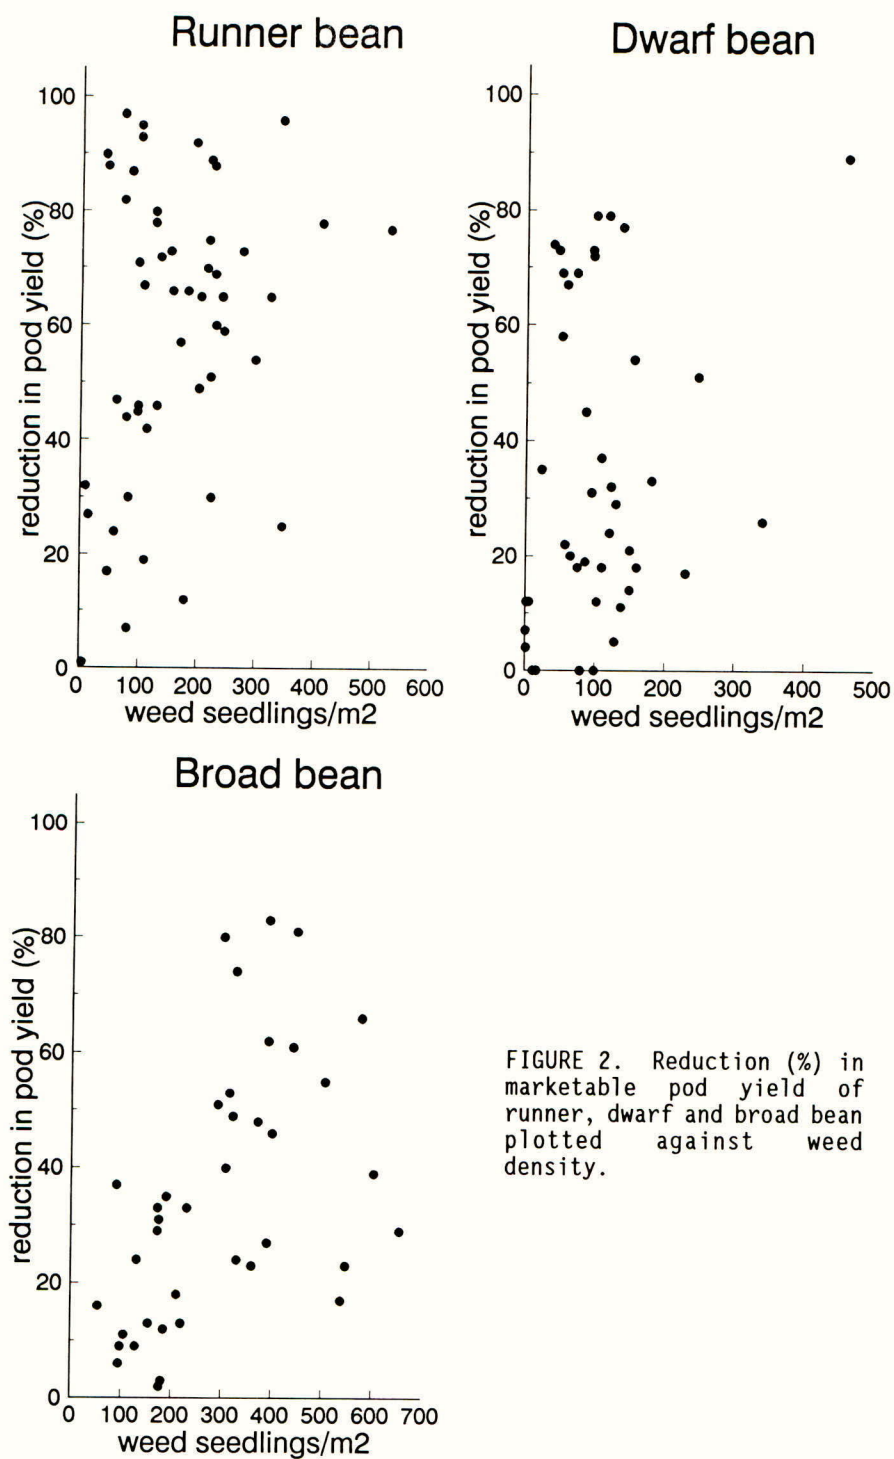 Runner bean
100
80
60
40
20
0
reduction in pod yield (%)
0 100 200 300 400 500 600
weed seedlings/m2
Dwarf bean
100
80
60
40
20
0
reduction in pod yield (%)
0 100 200 300 400 500
weed seedlings/m2
Broad bean
100
80
60
40
20
0
reduction in pod yield (%)
0 100 200 300 400 500 600 700
weed seedlings/m2
FIGURE 2. Reduction (%) in
marketable pod yield of
runner, dwarf and broad bean
plotted against weed
density.